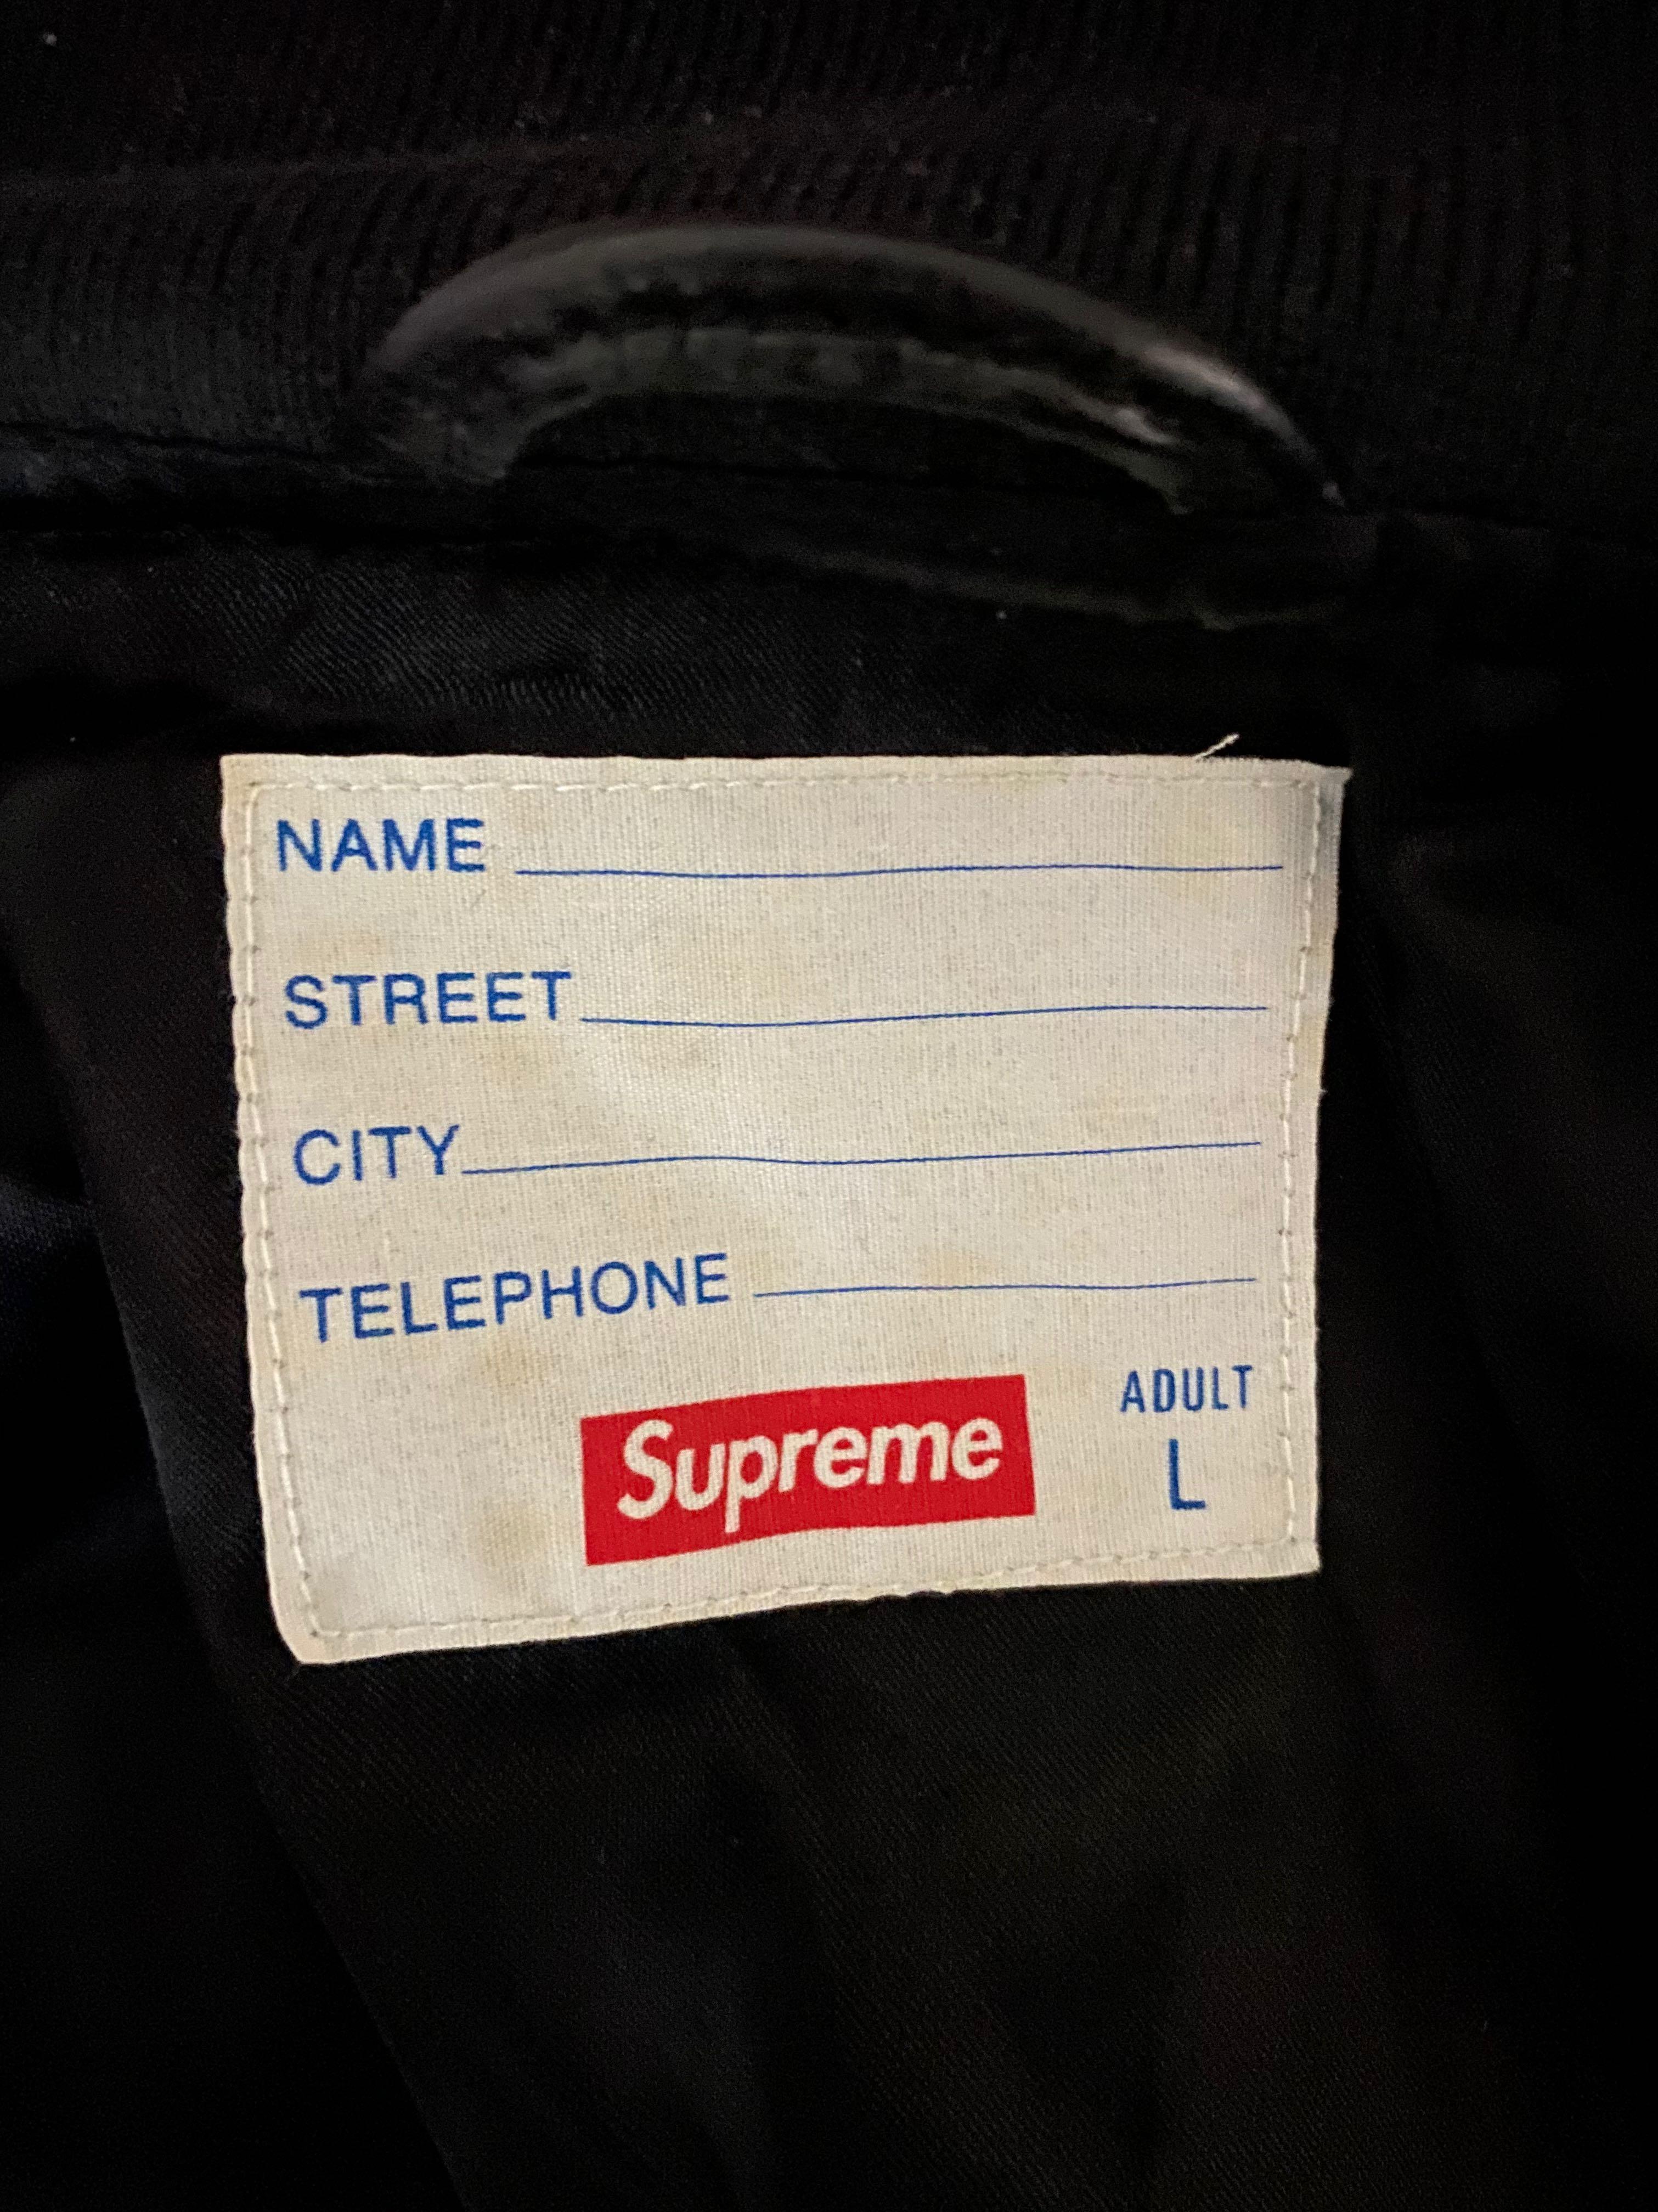 NAME
STREET
CITY
TELEPHONE
ADULT
Supreme L